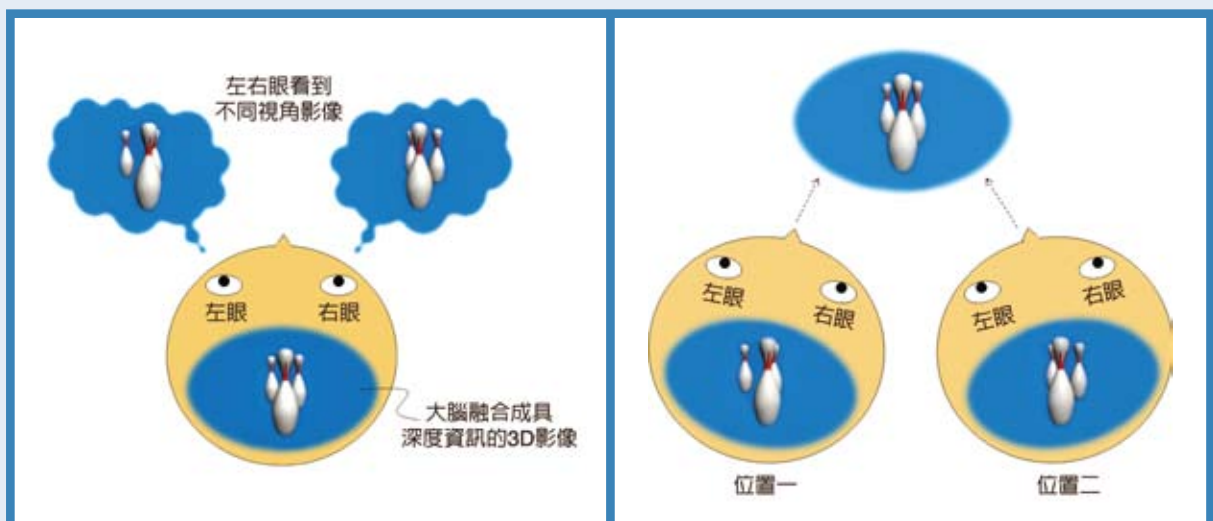 左右眼看到
不同視角影像
左眼
右眼
大腦融合成具
深度資訊的3D影像
左眼
右眼
位置一
左眼
右眼
位置二